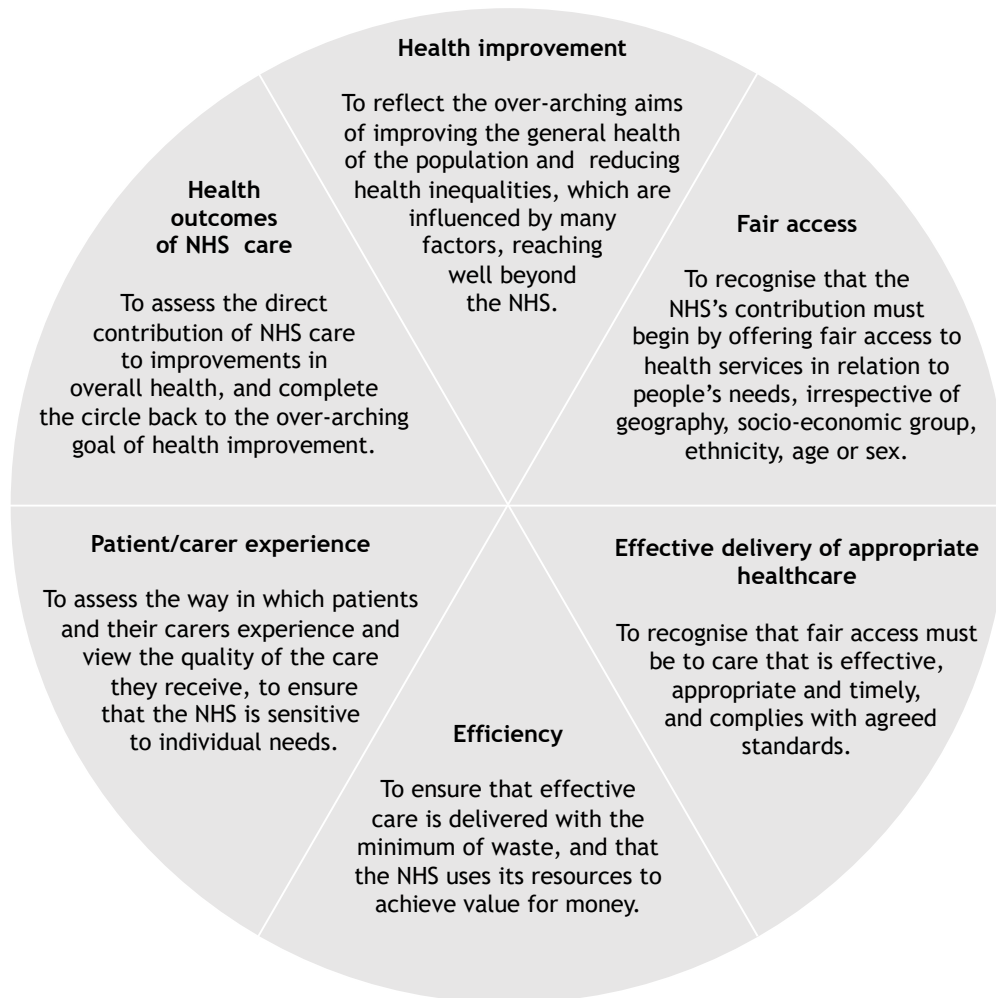 Health improvement
To reflect the over-arching aims
of improving the general health
of the population and reducing
health inequalities, which are
influenced by many
factors, reaching
well beyond
the NHS.
Fair access
To recognise that the
NHS’s contribution must
begin by offering fair access to
health services in relation to
people’s needs, irrespective of
geography, socio-economic group,
ethnicity, age or sex.
Effective delivery of appropriate
healthcare
To recognise that fair access must
be to care that is effective,
appropriate and timely,
and complies with agreed
standards.
Efficiency
To ensure that effective
care is delivered with the
minimum of waste, and that
the NHS uses its resources to
achieve value for money.
Patient/carer experience
To assess the way in which patients
and their carers experience and
view the quality of the care
they receive, to ensure
that the NHS is sensitive
to individual needs.
Health
outcomes
of NHS care
To assess the direct
contribution of NHS care
to improvements in
overall health, and complete
the circle back to the over-arching
goal of health improvement.